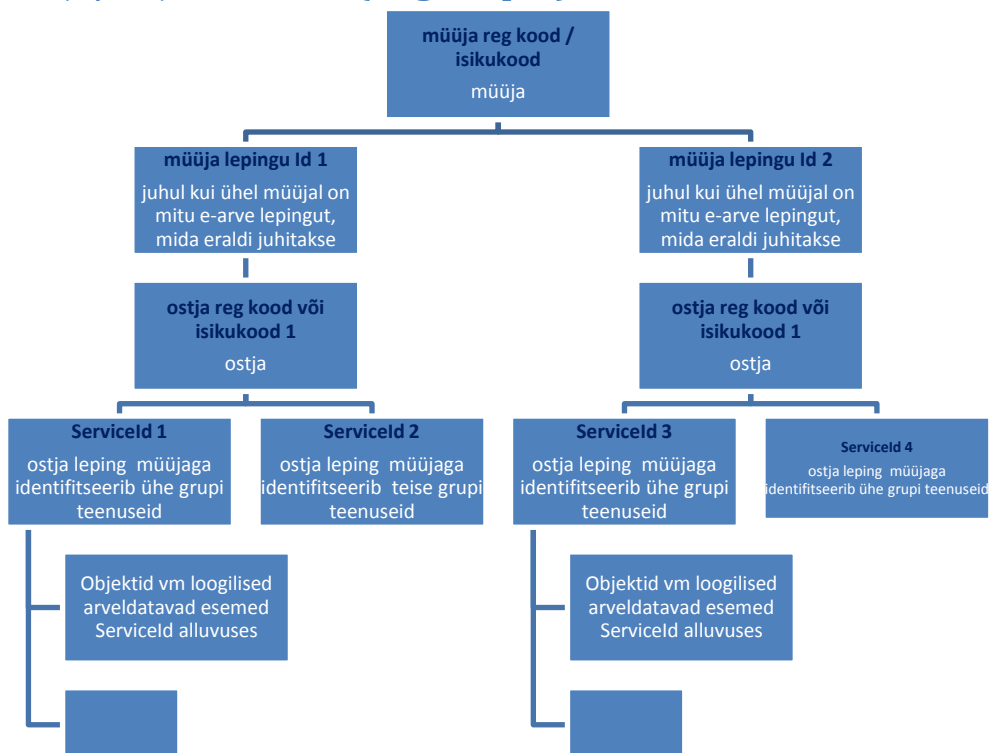 müüja reg kood /
isikukood
müüja
müüja lepingu Id 1
juhul kui ühel müüjal on
mitu e-arve lepingut,
mida eraldi juhitakse
müüja lepingu Id 2
juhul kui ühel müüjal on
mitu e-arve lepingut,
mida eraldi juhitakse
ostja reg kood või
isikukood 1
ostja
ostja reg kood või
isikukood 1
ostja
ServiceId 1
ostja leping müüjaga
identifitseerib ühe grupi
teenuseid
ServiceId 2
ostja leping müüjaga
identifitseerib teise grupi
teenuseid
ServiceId 3
ostja leping müüjaga
identifitseerib ühe grupi
teenuseid
ServiceId 4
ostja leping müüjaga
identifitseerib ühe grupi teenuseid
Objektid vm loogilised
arveldatavad esemed
ServiceId alluvuses
Objektid vm loogilised
arveldatavad esemed
ServiceId alluvuses